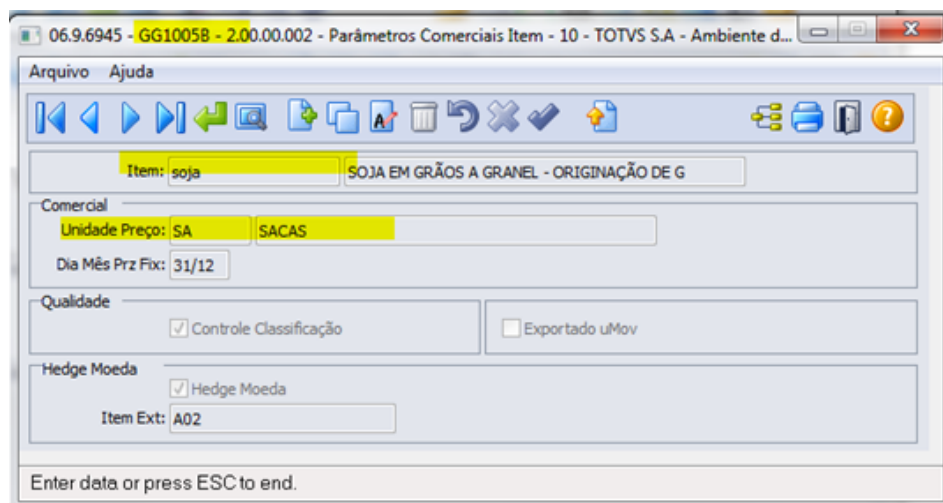 06.9.6945 - GG1005B - 2.00.00.002 - Parâmetros Comerciais Item - 10 - TOTVS S.A - Ambiente d...
Arquivo Ajuda
Item: soja SOJA EM GRÃOS A GRANEL - ORIGINAÇÃO DE G
Comercial
Unidade Preço: SA SACAS
Dia Mês Prz Fix: 31/12
Qualidade
Controle Classificação Exportado uMov
Hedge Moeda
Hedge Moeda
Item Ext: A02
Enter data or press ESC to end.